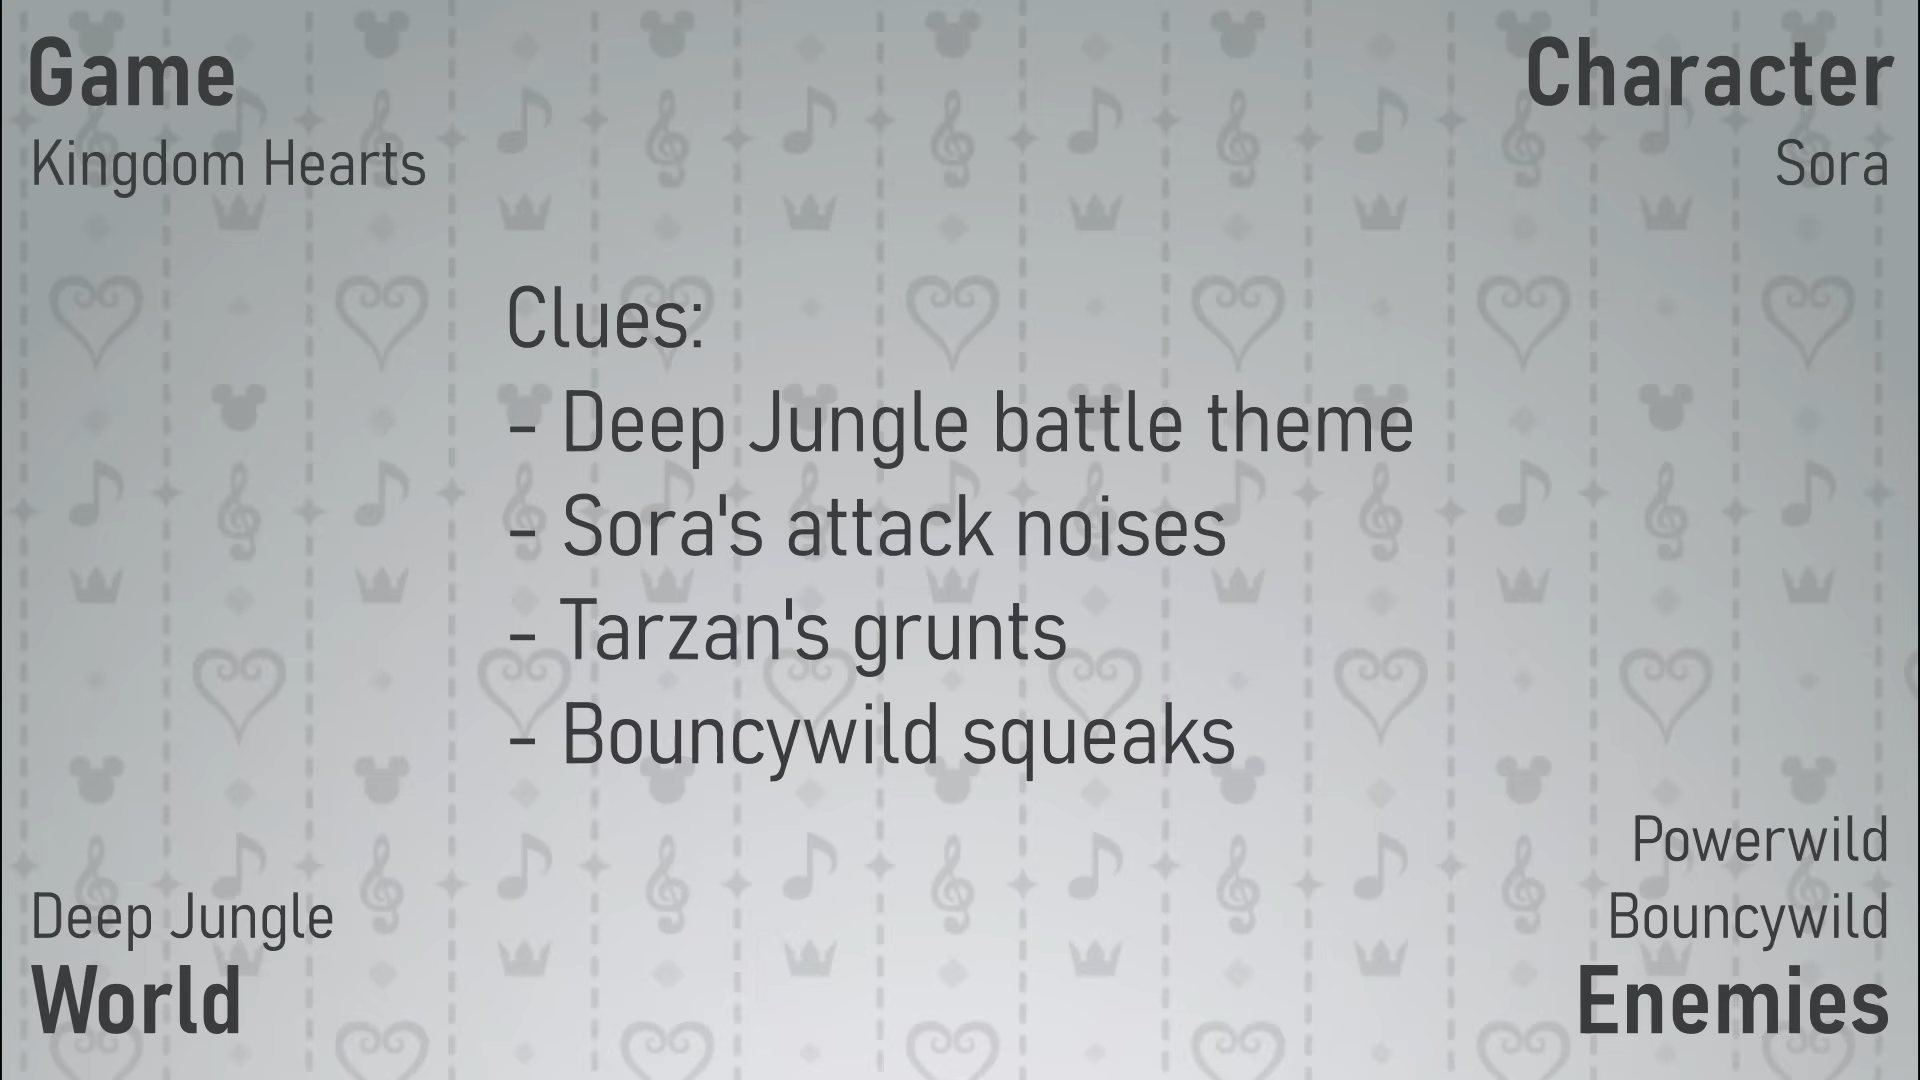 Game
Kingdom Hearts
Character
Sora
Clues:
- Deep Jungle battle theme
- Sora's attack noises
- Tarzan's grunts
- Bouncywild squeaks
Deep Jungle
World
Powerwild
Bouncywild
Enemies